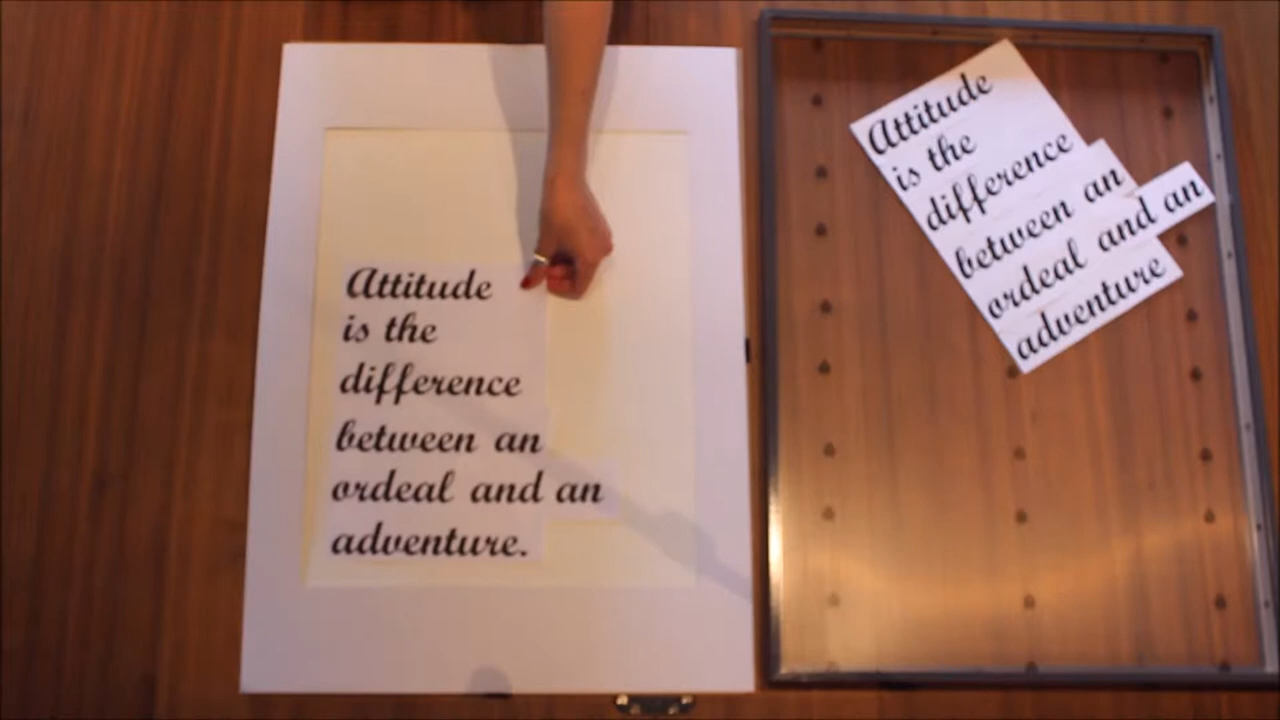 Attitude
is the
difference
between an
ordeal and an
adventure.
Attitude
is the
difference
between an
ordeal and an
adventure